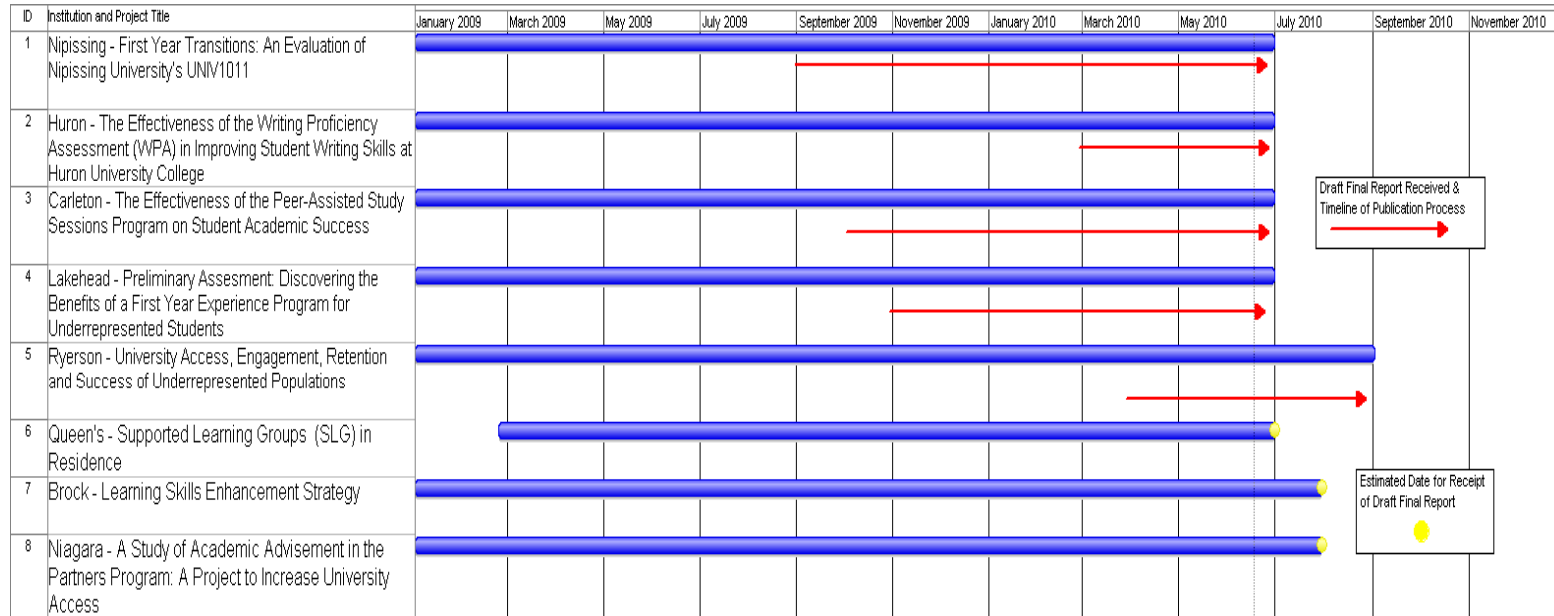 ID Institution and Project Title January 2009 March 2009 May 2009 July 2009 September 2009 November 2009 January 2010 March 2010 May 2010 July 2010 September 2010 November 2010
1 Nipissing - First Year Transitions: An Evaluation of
Nipissing University's UNIV1011
2 Huron - The Effectiveness of the Writing Proficiency
Assessment (WPA) in Improving Student Writing Skills at
Huron University College
3 Carleton - The Effectiveness of the Peer-Assisted Study
Sessions Program on Student Academic Success
Draft Final Report Received &
Timeline of Publication Process
4 Lakehead - Preliminary Assesment: Discovering the
Benefits of a First Year Experience Program for
Underrepresented Students
5 Ryerson - University Access, Engagement, Retention
and Success of Underrepresented Populations
6 Queen's - Supported Learning Groups (SLG) in
Residence
7 Brock - Learning Skills Enhancement Strategy
Estimated Date for Receipt
of Draft Final Report
8 Niagara - A Study of Academic Advisement in the
Partners Program: A Project to Increase University
Access